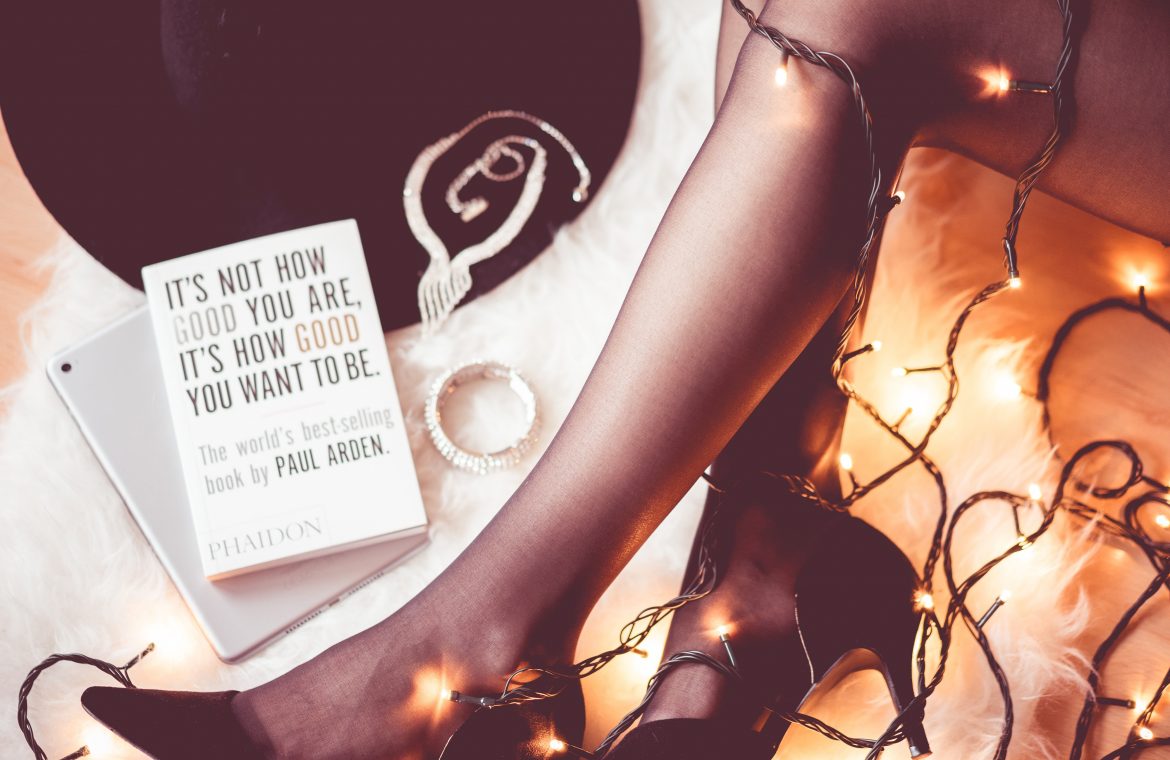 IT'S NOT HOW
GOOD YOU ARE,
IT'S HOW GOOD
YOU WANT TO BE.
The world's best-selling
book by PAUL ARDEN.
PHAIDON